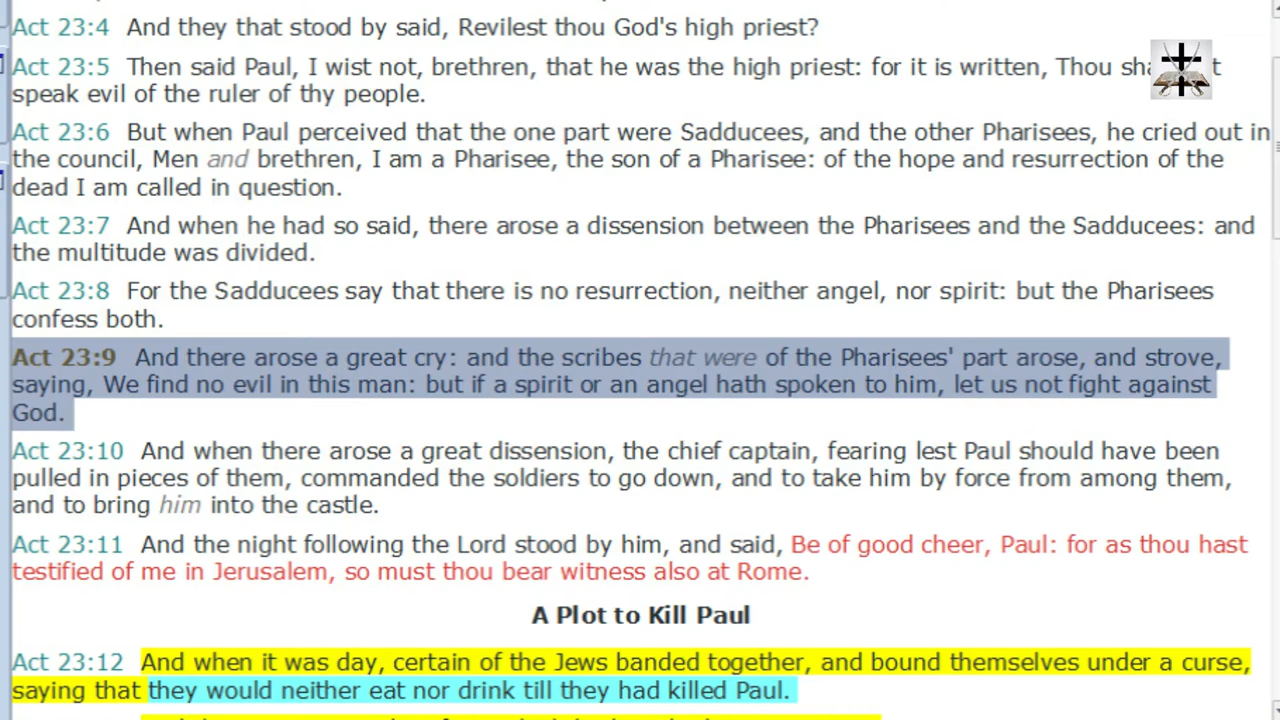 Act 23:4 And they that stood by said, Revilest thou God's high priest?
Act 23:5 Then said Paul, I wist not, brethren, that he was the high priest: for it is written, Thou
speak evil of the ruler of thy people.
Act 23:6 But when Paul perceived that the one part were Sadducees, and the other Pharisees, he cried out in
the council, Men and brethren, I am a Pharisee, the son of a Pharisee: of the hope and resurrection of the
dead I am called in question.
Act 23:7 And when he had so said, there arose a dissension between the Pharisees and the Sadducees: and
the multitude was divided.
Act 23:8 For the Sadducees say that there is no resurrection, neither angel, nor spirit: but the Pharisees
confess both.
Act 23:9 And there arose a great cry: and the scribes that were of the Pharisees' part arose, and strove,
saying, We find no evil in this man: but if a spirit or an angel hath spoken to him, let us not fight against
God.
Act 23:10 And when there arose a great dissension, the chief captain, fearing lest Paul should have been
pulled in pieces of them, commanded the soldiers to go down, and to take him by force from among them,
and to bring him into the castle.
Act 23:11 And the night following the Lord stood by him, and said, Be of good cheer, Paul: for as thou hast
testified of me in Jerusalem, so must thou bear witness also at Rome.
A Plot to Kill Paul
Act 23:12 And when it was day, certain of the Jews banded together, and bound themselves under a curse,
saying that they would neither eat nor drink till they had killed Paul.